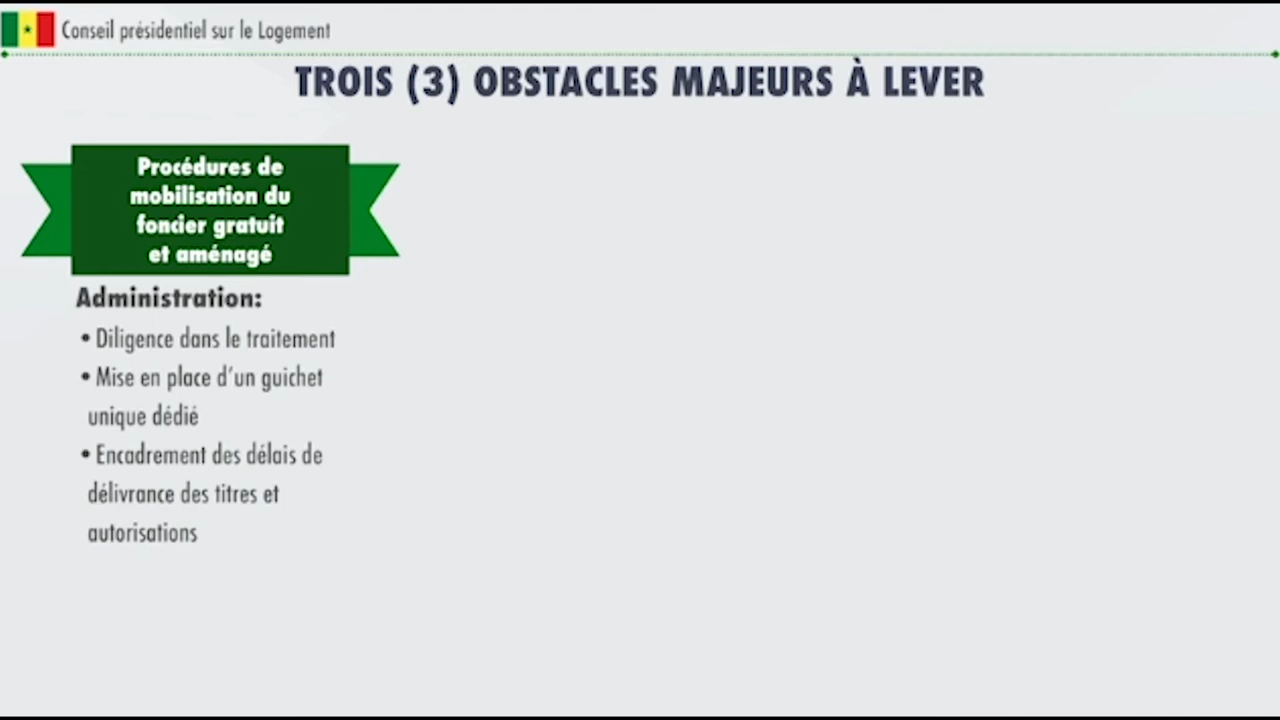 Conseil présidentiel sur le Logement
TROIS (3) OBSTACLES MAJEURS À LEVER
Procédures de
mobilisation du
foncier gratuit
et aménagé
Administration:
• Diligence dans le traitement
• Mise en place d’un guichet
unique dédié
• Encadrement des délais de
délivrance des titres et
autorisations